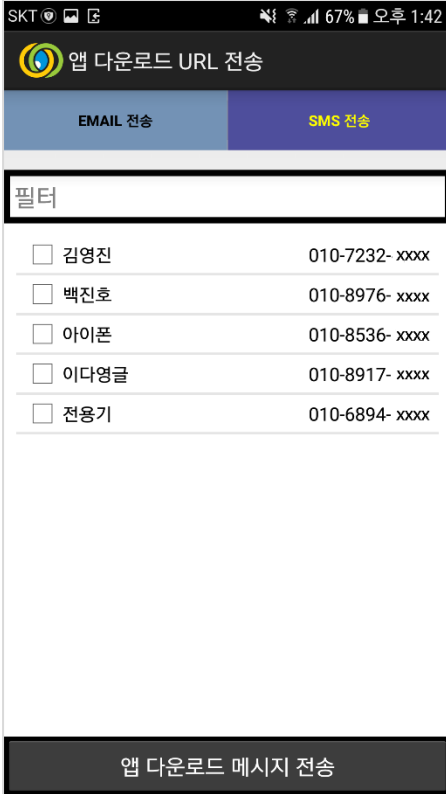 SKT 67% 오후 1:42
앱 다운로드 URL 전송
EMAIL 전송 SMS 전송
필터
김영진 010-7232- xxxx
백진호 010-8976- xxxx
아이폰 010-8536- xxxx
이다영글 010-8917- xxxx
전용기 010-6894- xxxx
앱 다운로드 메시지 전송